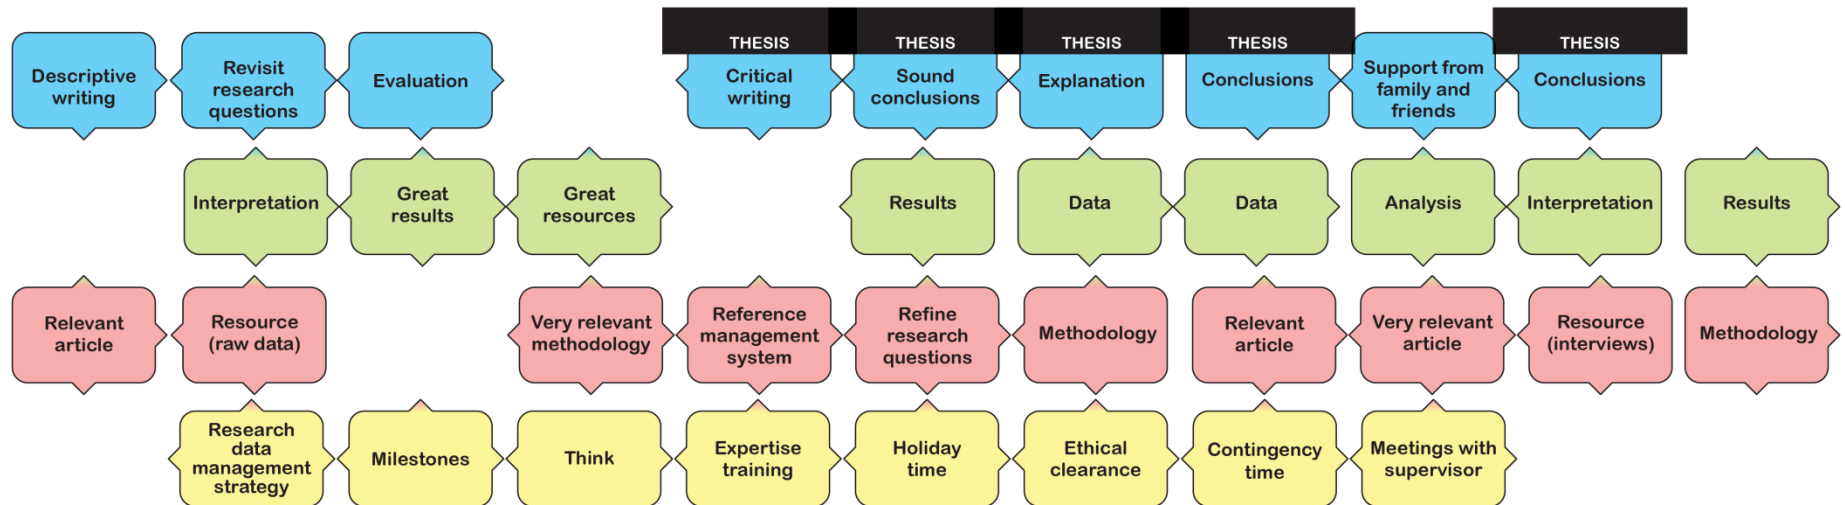 THESIS THESIS THESIS THESIS THESIS
Descriptive
writing
Revisit
research
questions
Evaluation
Critical
writing
Sound
conclusions
Explanation
Conclusions
Support from
family and
friends
Conclusions
Interpretation
Great
results
Great
resources
Results
Data
Data
Analysis
Interpretation
Results
Relevant
article
Resource
(raw data)
Very relevant
methodology
Reference
management
system
Refine
research
questions
Methodology
Relevant
article
Very relevant
article
Resource
(interviews)
Methodology
Research
data
management
strategy
Milestones
Think
Expertise
training
Holiday
time
Ethical
clearance
Contingency
time
Meetings with
supervisor